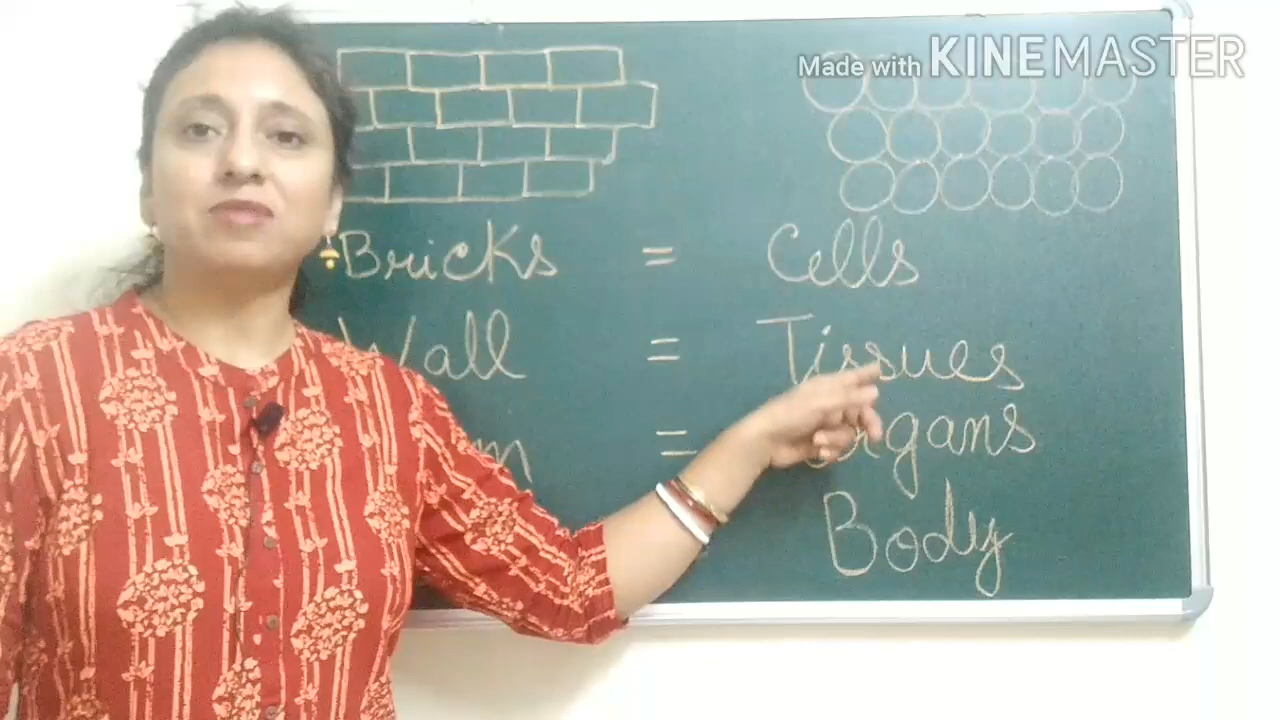 Made with KINEMASTER
Bricks = Cells
Wall = Tissues
= Organs
Body